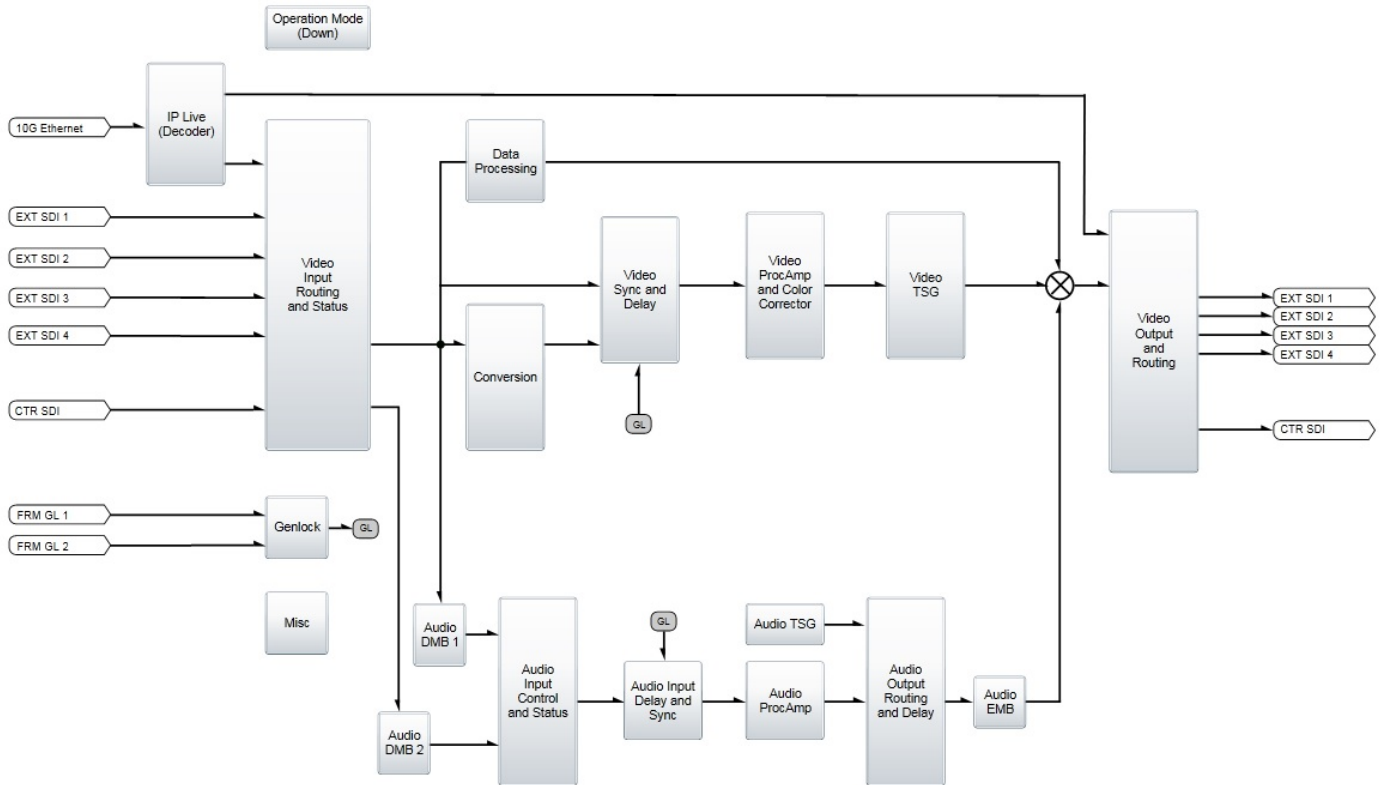 Operation Mode
(Down)
10G Ethernet
IP Live
(Decoder)
EXT SDI 1
EXT SDI 2
EXT SDI 3
EXT SDI 4
CTR SDI
Video
Input
Routing
and Status
Data
Processing
Conversion
Video
Sync and
Delay
GL
Video
ProcAmp
and Color
Corrector
Video
TSG
Video
Output
and
Routing
EXT SDI 1
EXT SDI 2
EXT SDI 3
EXT SDI 4
CTR SDI
FRM GL 1
FRM GL 2
Genlock
GL
Misc
Audio
DMB 1
Audio
DMB 2
Audio
Input
Control
and Status
GL
Audio Input
Delay and
Sync
Audio TSG
Audio
ProcAmp
Audio
Output
Routing
and Delay
Audio
EMB